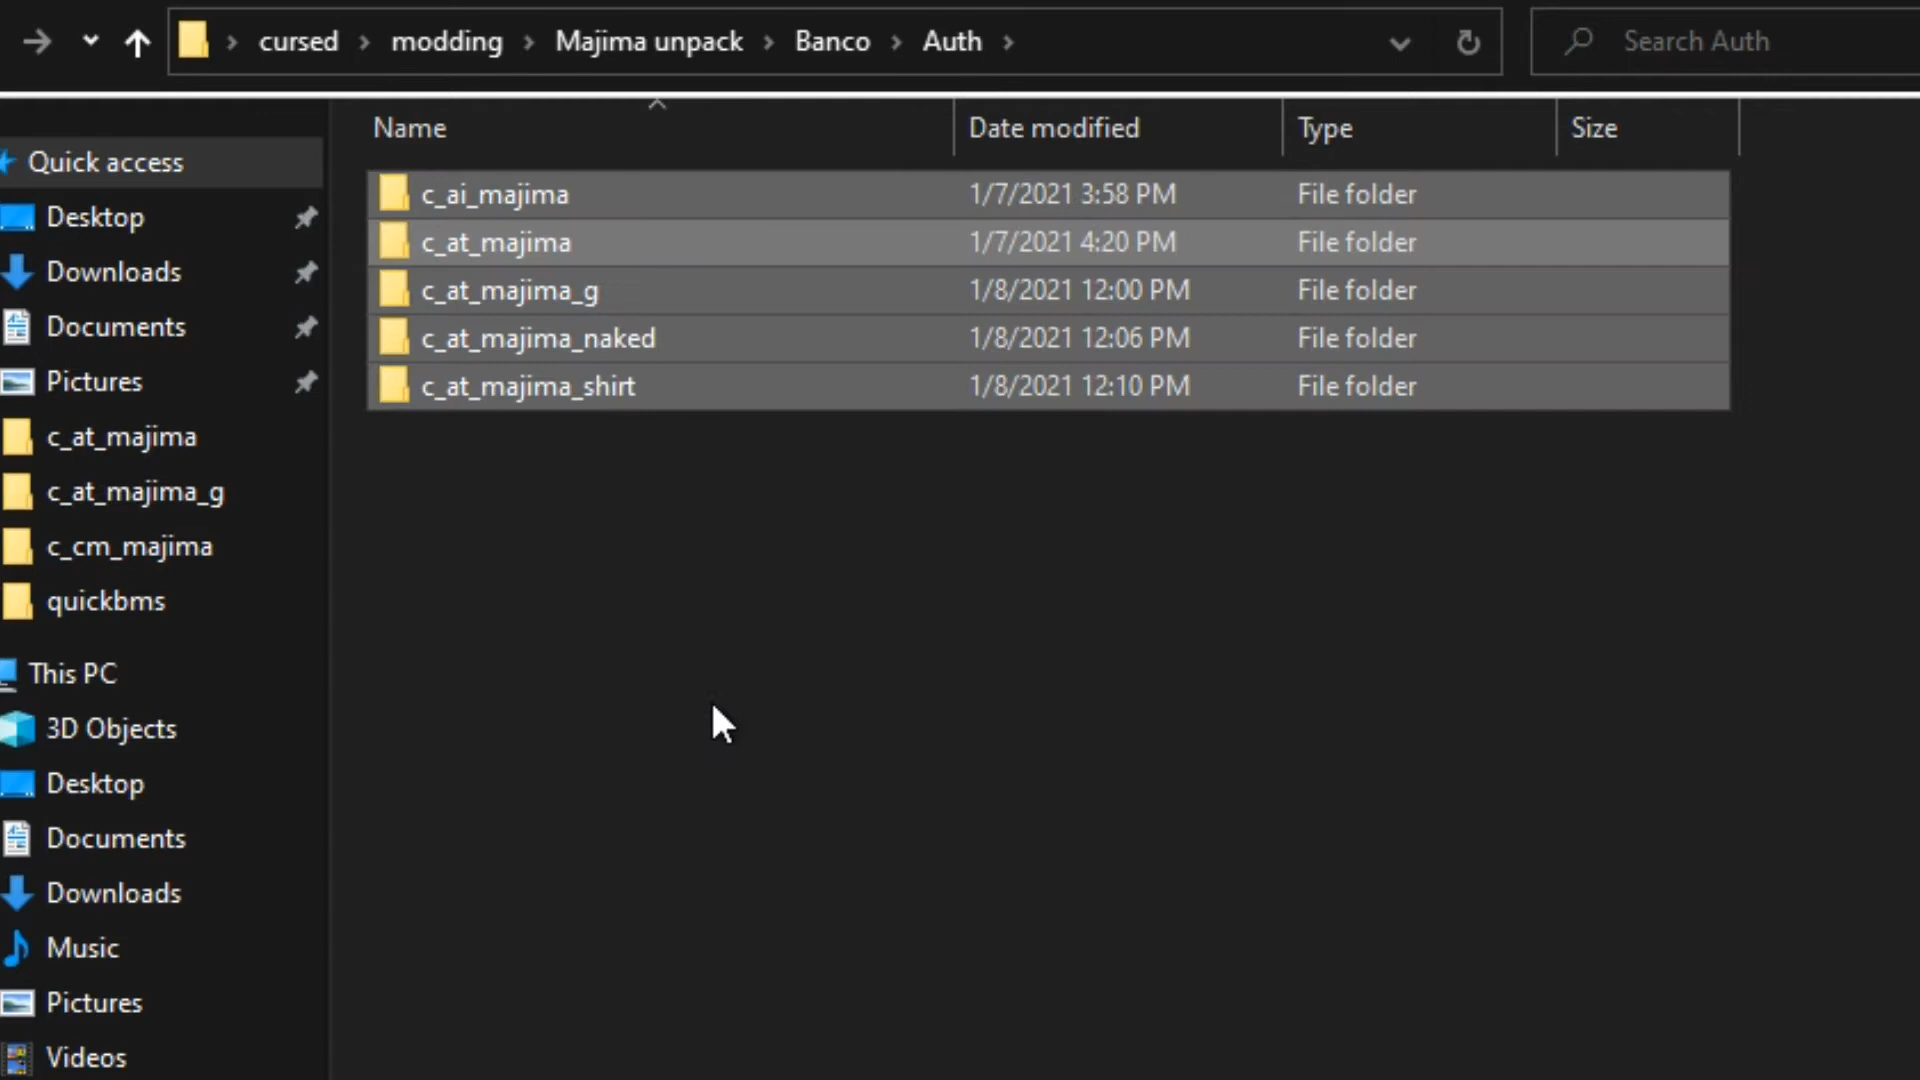 cursed > modding > Majima unpack > Banco > Auth >
Search Auth
Name Date modified Type Size
Quick access
Desktop
Downloads
Documents
Pictures
c_at_majima
c_at_majima_g
c_cm_majima
quickbms
This PC
3D Objects
Desktop
Documents
Downloads
Music
Pictures
Videos
c_ai_majima 1/7/2021 3:58 PM File folder
c_at_majima 1/7/2021 4:20 PM File folder
c_at_majima_g 1/8/2021 12:00 PM File folder
c_at_majima_naked 1/8/2021 12:06 PM File folder
c_at_majima_shirt 1/8/2021 12:10 PM File folder